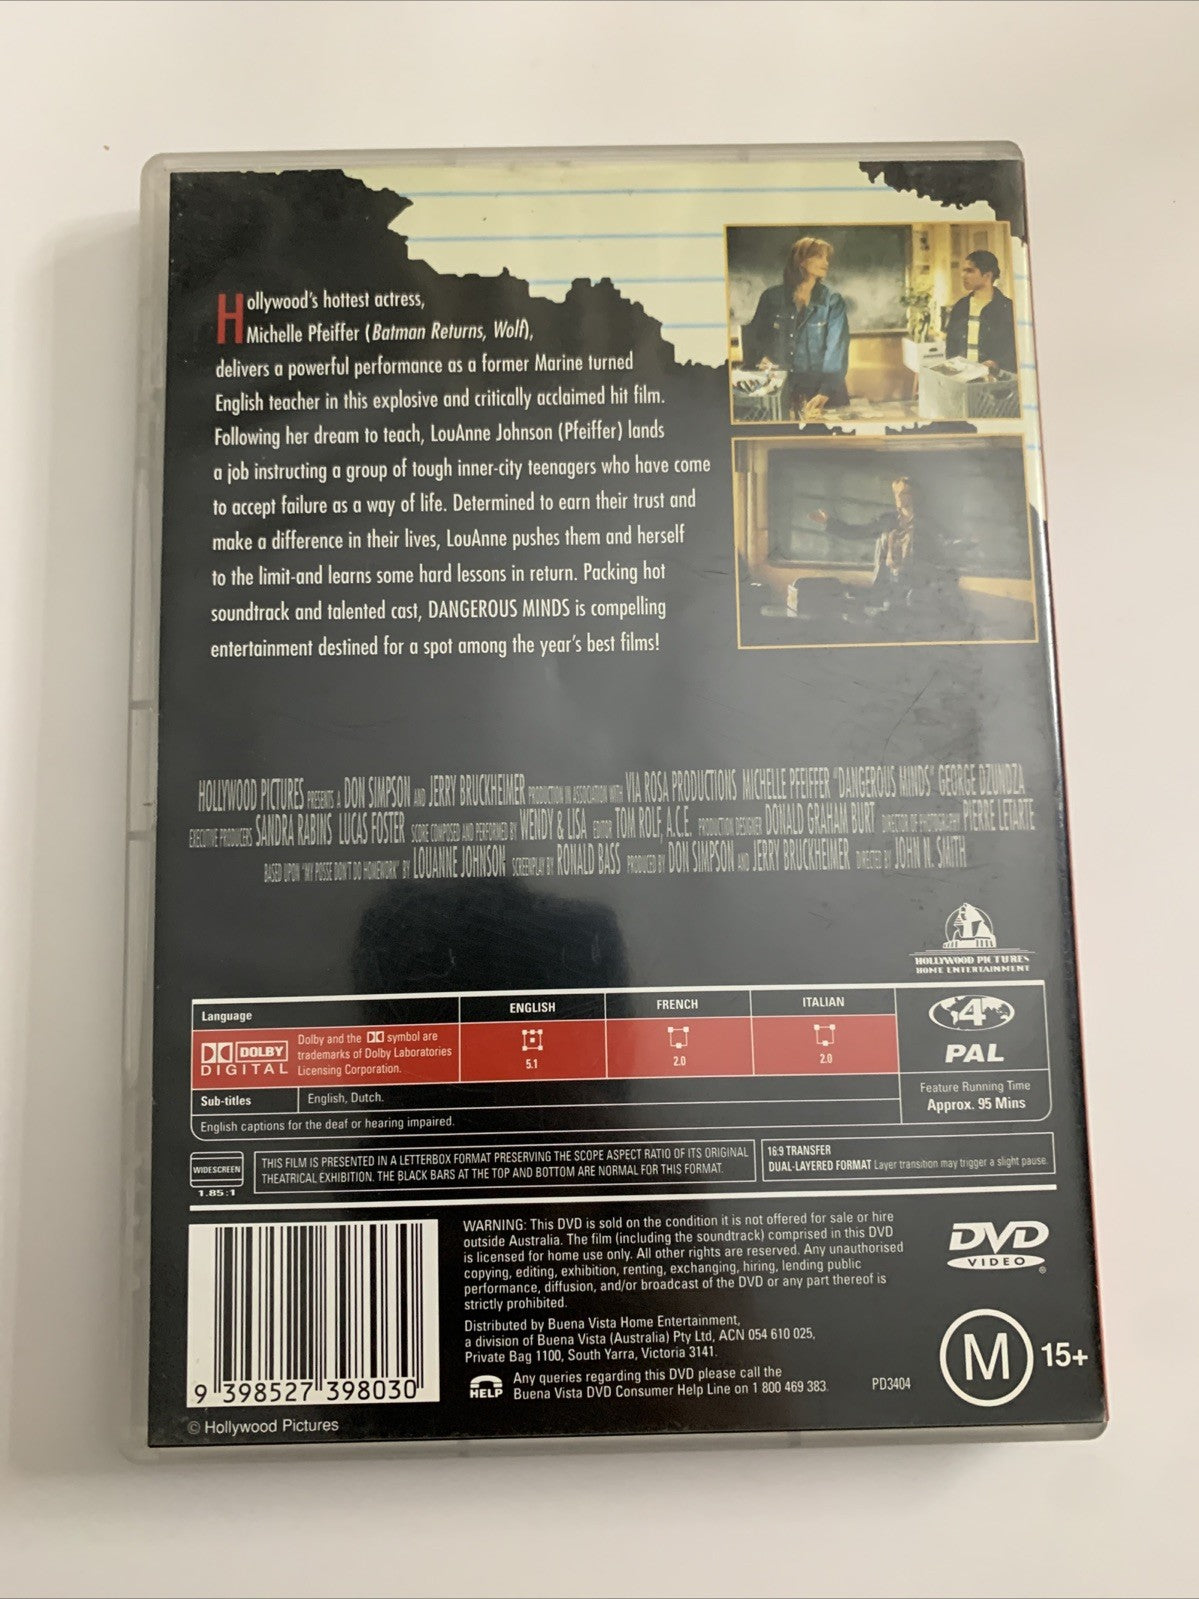 Hollywood's hottest actress,
Michelle Pfeiffer (Batman Returns, Wolf),
delivers a powerful performance as a former Marine turned
English teacher in this explosive and critically acclaimed hit film.
Following her dream to teach, LouAnne Johnson (Pfeiffer) lands
a job instructing a group of tough inner-city teenagers who have come
to accept failure as a way of life. Determined to earn their trust and
make a difference in their lives, LouAnne pushes them and herself
to the limit-and learns some hard lessons in return. Packing hot
soundtrack and talented cast, DANGEROUS MINDS is compelling
entertainment destined for a spot among the year's best films!
HOLLYWOOD PICTURES PRESENTS A DON SIMPSON AND JERRY BRUCKHEIMER PRODUCTION IN ASSOCIATION WITH VIA ROSA PRODUCTIONS MICHELLE PFEIFFER "DANGEROUS MINDS" GEORGE DZUNDZA
EXECUTIVE PRODUCERS SANDRA RABINS LUCAS FOSTER SCORE COMPOSED AND PERFORMED BY WENDY & LISA EDITOR TOM ROLF, A.C.E. PRODUCTION DESIGNER DONALD GRAHAM BURT DIRECTOR OF PHOTOGRAPHY PIERRE LETARTE
BASED UPON "MY POSSE DON'T DO HOMEWORK" BY LOUANNE JOHNSON SCREENPLAY BY RONALD BASS PRODUCED BY DON SIMPSON AND JERRY BRUCKHEIMER DIRECTED BY JOHN N. SMITH
HOLLYWOOD PICTURES
HOME ENTERTAINMENT
Language ENGLISH FRENCH ITALIAN
DOLBY
DIGITAL
Dolby and the DD symbol are
trademarks of Dolby Laboratories
Licensing Corporation.
5.1 2.0 2.0
4
PAL
Sub-titles English, Dutch.
English captions for the deaf or hearing impaired.
Feature Running Time
Approx. 95 Mins
WIDESCREEN
1.85:1
THIS FILM IS PRESENTED IN A LETTERBOX FORMAT PRESERVING THE SCOPE ASPECT RATIO OF ITS ORIGINAL
THEATRICAL EXHIBITION. THE BLACK BARS AT THE TOP AND BOTTOM ARE NORMAL FOR THIS FORMAT.
16:9 TRANSFER
DUAL-LAYERED FORMAT Layer transition may trigger a slight pause.
9 398527 398030
© Hollywood Pictures
WARNING: This DVD is sold on the condition it is not offered for sale or hire
outside Australia. The film (including the soundtrack) comprised in this DVD
is licensed for home use only. All other rights are reserved. Any unauthorised
copying, editing, exhibition, renting, exchanging, hiring, lending public
performance, diffusion, and/or broadcast of the DVD or any part thereof is
strictly prohibited.
Distributed by Buena Vista Home Entertainment,
a division of Buena Vista (Australia) Pty Ltd, ACN 054 610 025,
Private Bag 1100, South Yarra, Victoria 3141.
HELP
Any queries regarding this DVD please call the
Buena Vista DVD Consumer Help Line on 1 800 469 383.
PD3404
DVD
VIDEO
M 15+